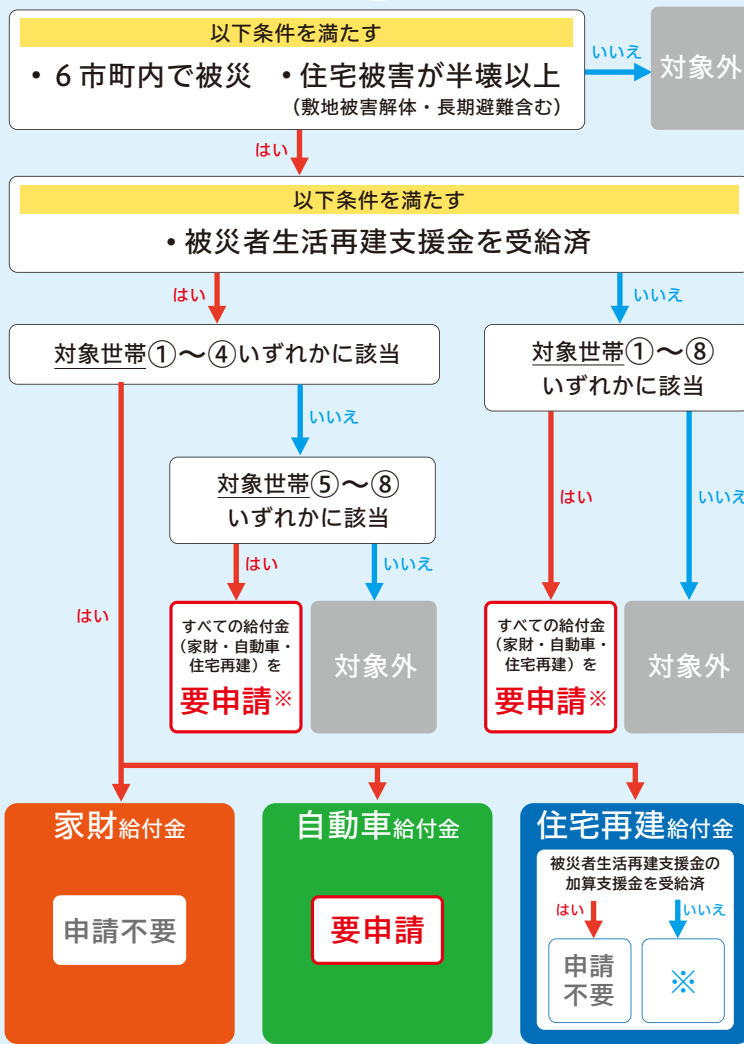 以下条件を満たす
・６市町内で被災 ・住宅被害が半壊以上
（敷地被害解体・長期避難含む）
いいえ
対象外
はい
以下条件を満たす
・被災者生活再建支援金を受給済
はい
いいえ
対象世帯①〜④いずれかに該当
対象世帯①〜⑧
いずれかに該当
いいえ
対象世帯⑤〜⑧
いずれかに該当
はい
いいえ
はい
いいえ
はい
すべての給付金
（家財・自動車・
住宅再建）を
要申請※
対象外
すべての給付金
（家財・自動車・
住宅再建）を
要申請※
対象外
家財給付金
申請不要
自動車給付金
要申請
住宅再建給付金
被災者生活再建支援金の
加算支援金を受給済
はい
いいえ
申請
不要
※